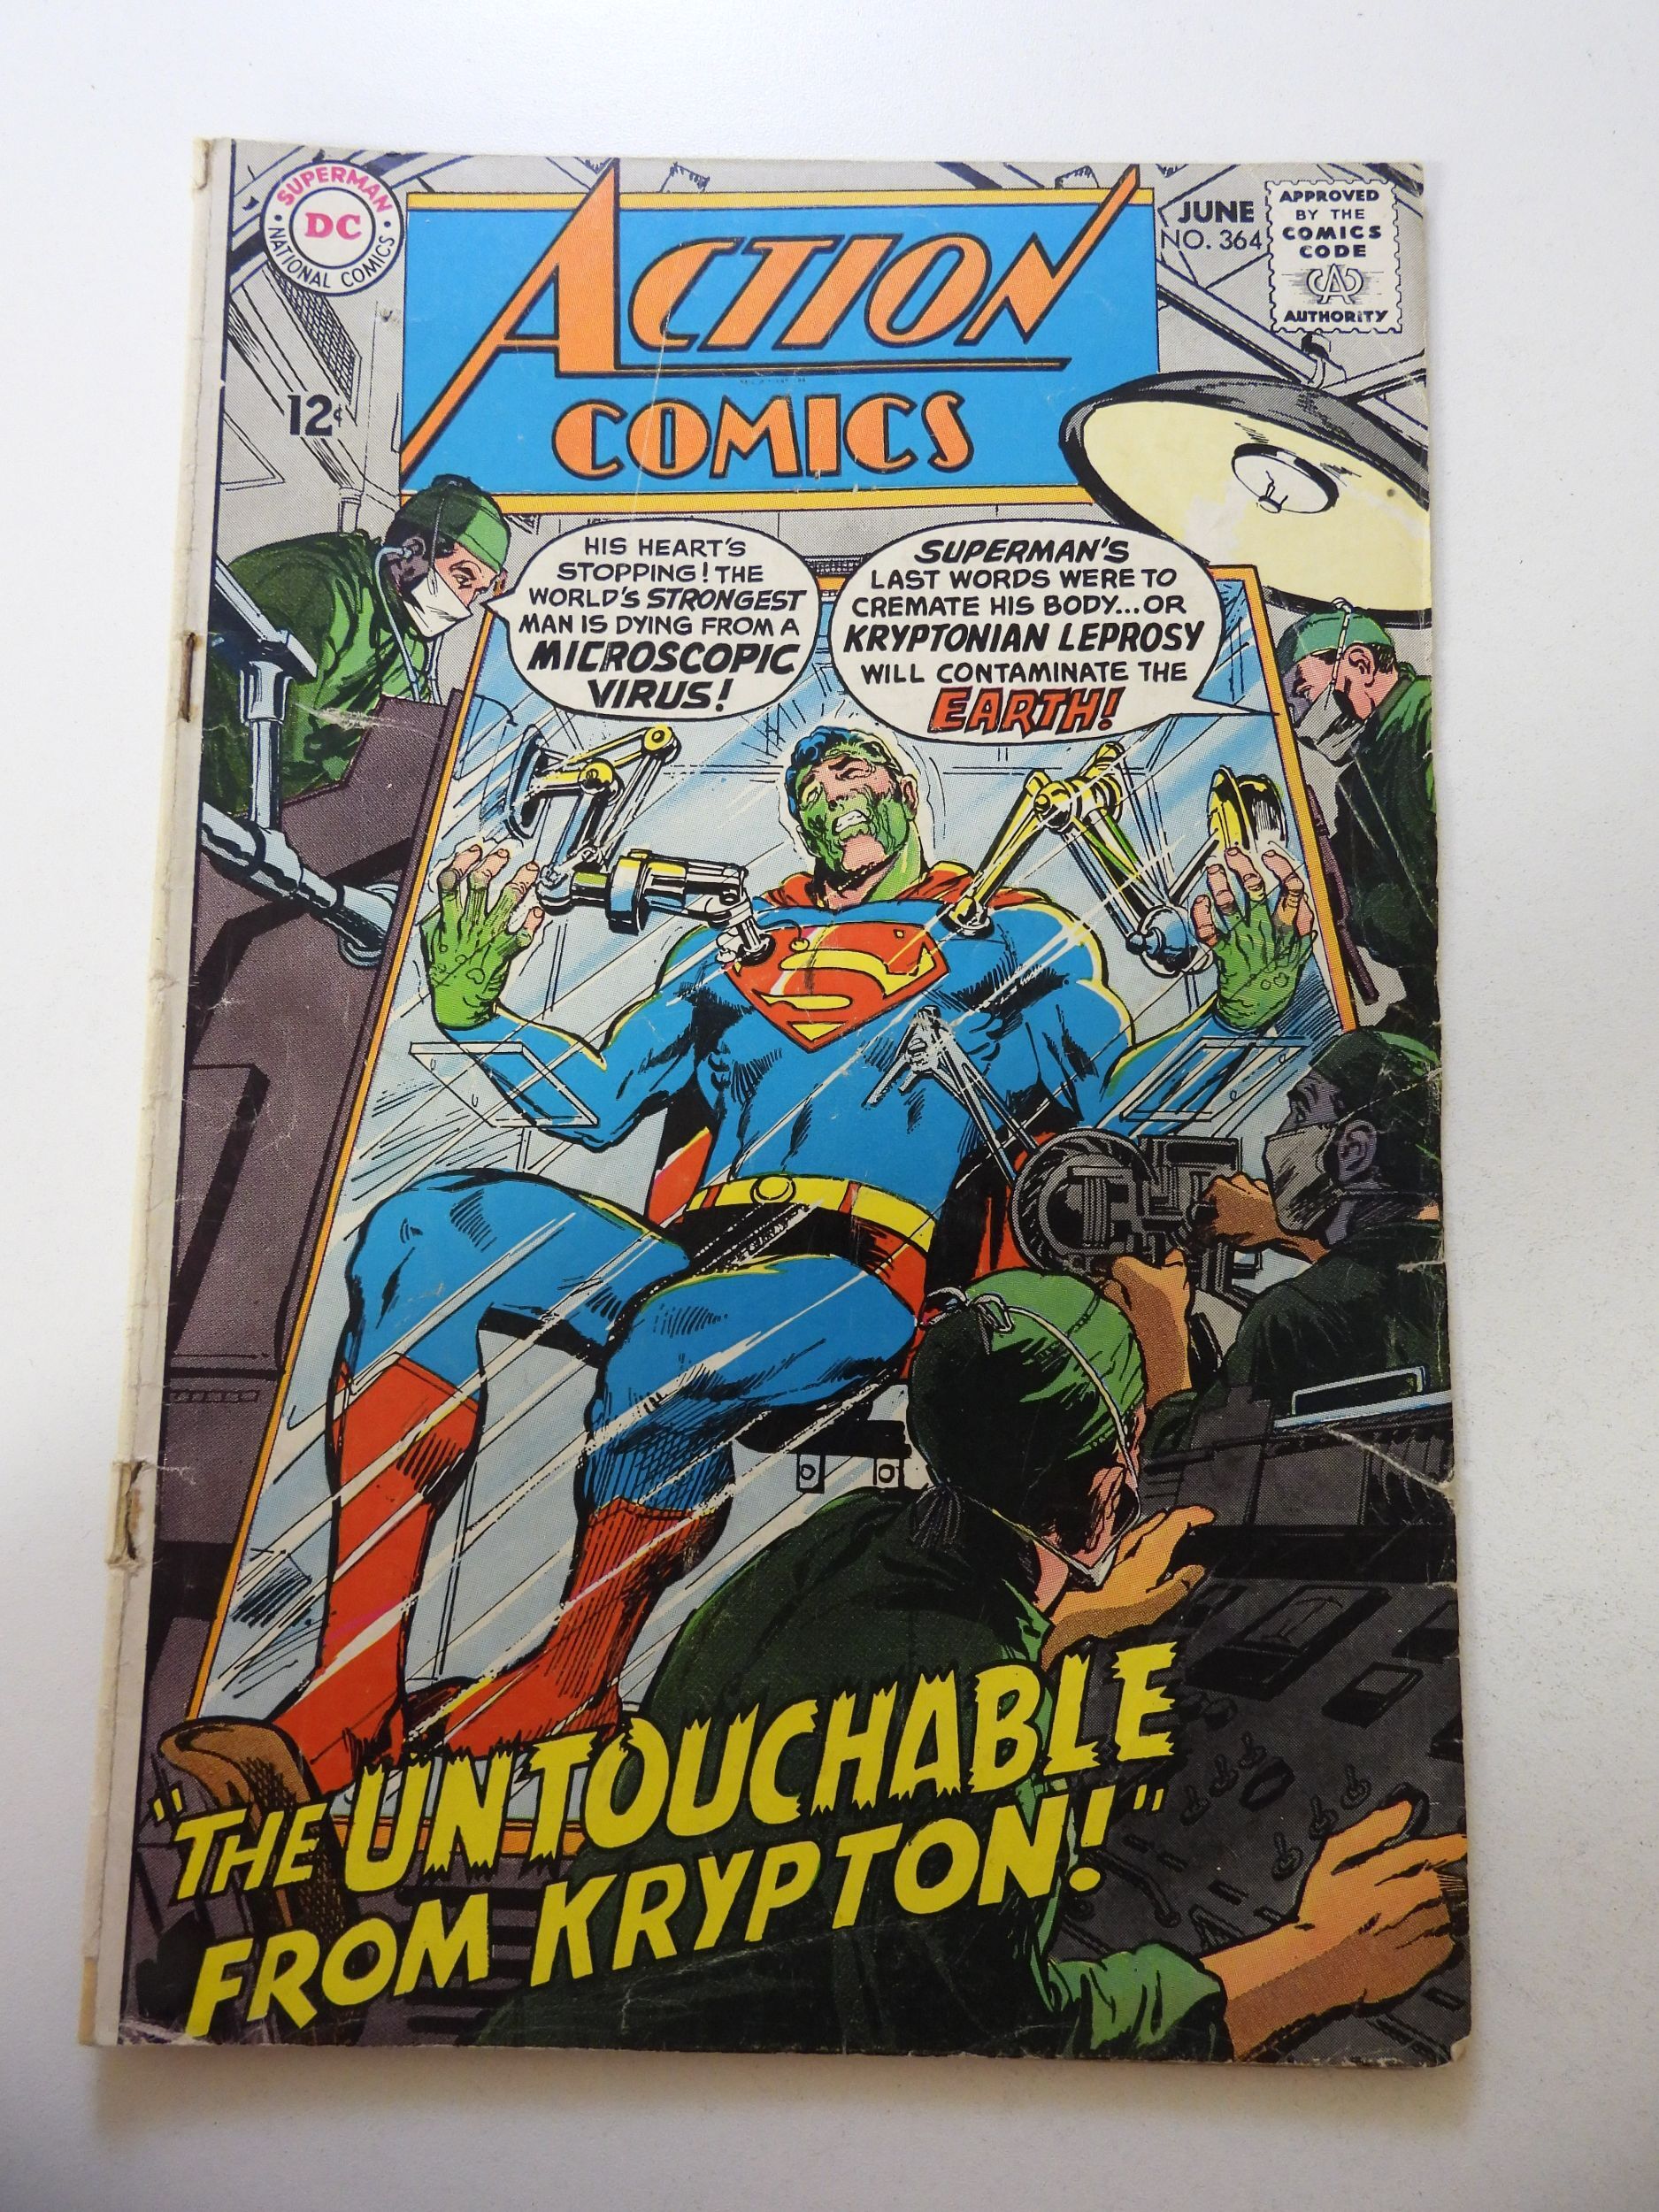 SUPERMAN
DC
NATIONAL COMICS
ACTION
COMICS
JUNE
NO. 364
APPROVED
BY THE
COMICS
CODE
CA
AUTHORITY
12¢
HIS HEART'S
STOPPING! THE
WORLD'S STRONGEST
MAN IS DYING FROM A
MICROSCOPIC
VIRUS!
SUPERMAN'S
LAST WORDS WERE TO
CREMATE HIS BODY...OR
KRYPTONIAN LEPROSY
WILL CONTAMINATE THE
EARTH!
S
"THE UNTOUCHABLE
FROM KRYPTON!"